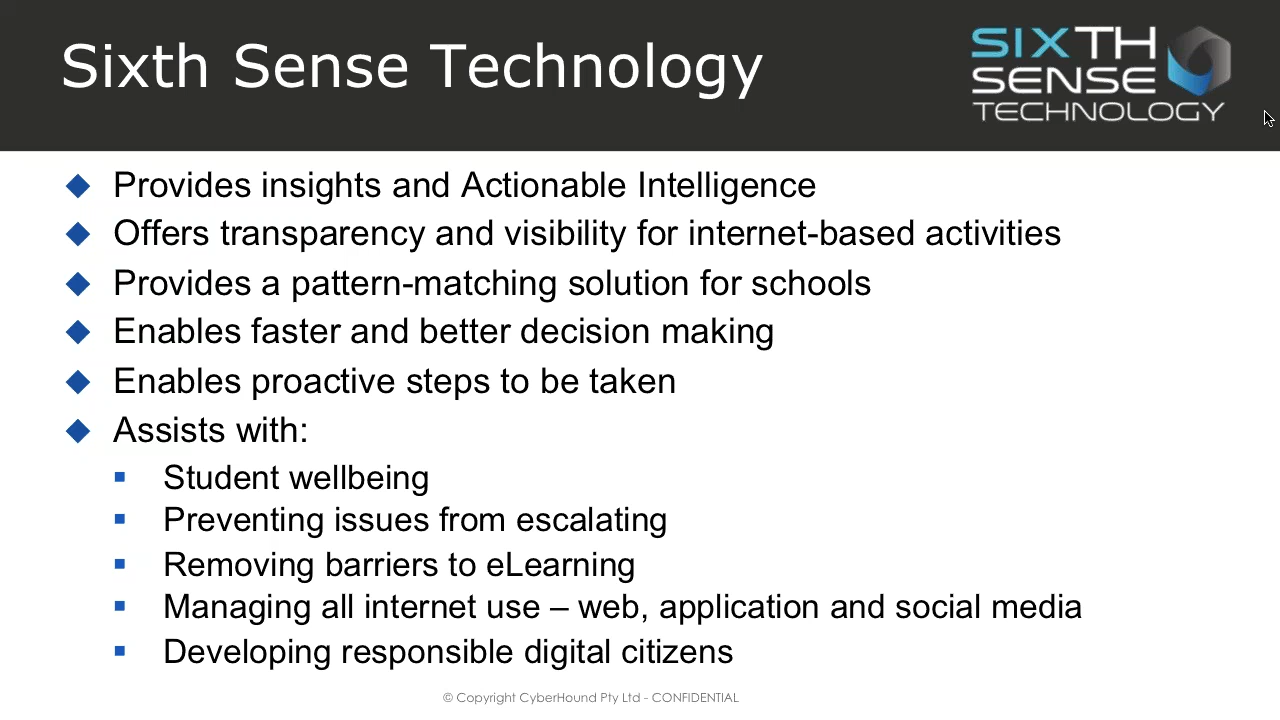 Sixth Sense Technology
SIXTH
SENSE
TECHNOLOGY
Provides insights and Actionable Intelligence
Offers transparency and visibility for internet-based activities
Provides a pattern-matching solution for schools
Enables faster and better decision making
Enables proactive steps to be taken
Assists with:
Student wellbeing
Preventing issues from escalating
Removing barriers to eLearning
Managing all internet use – web, application and social media
Developing responsible digital citizens
© Copyright CyberHound Pty Ltd - CONFIDENTIAL